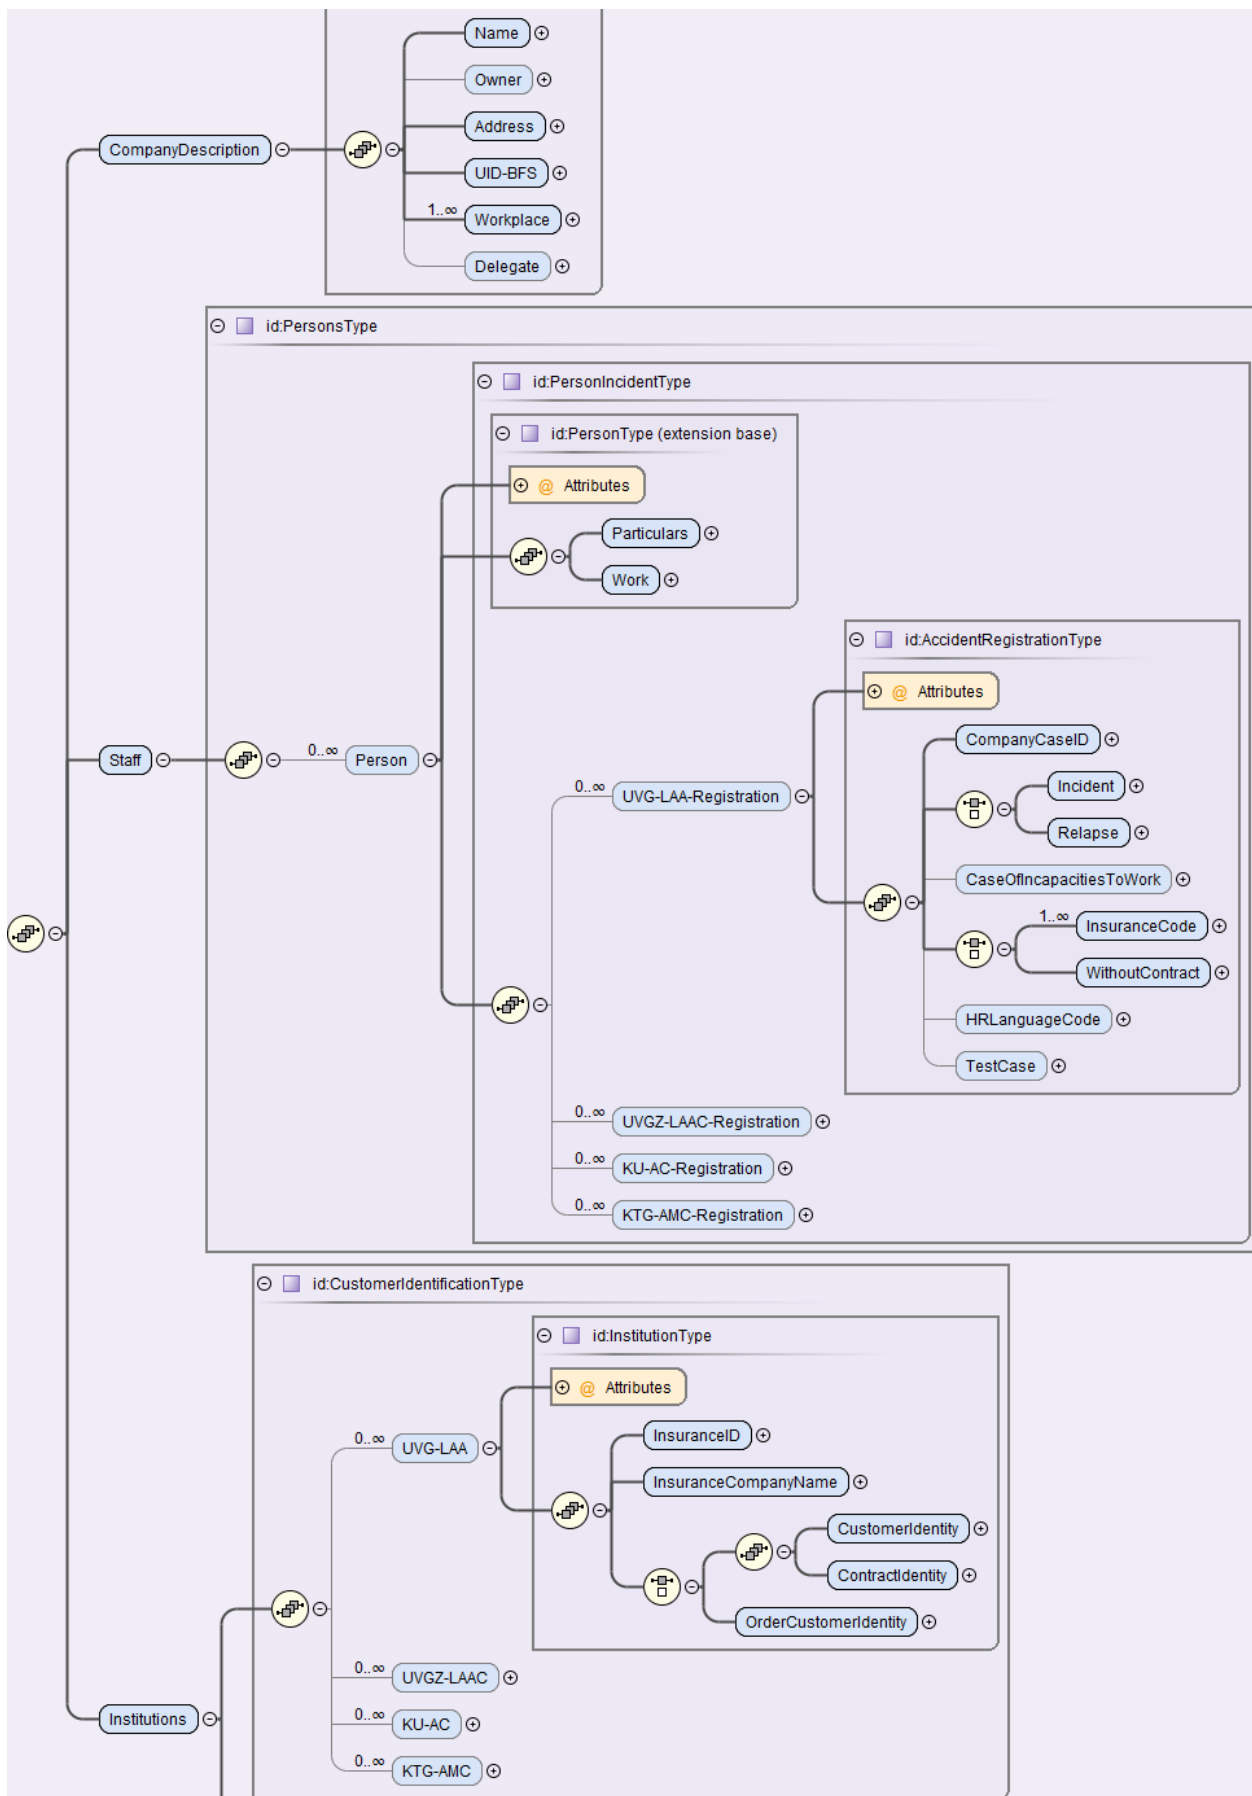 Name
Owner
Address
CompanyDescription
UID-BFS
1..∞
Workplace
Delegate
id:PersonsType
id:PersonIncidentType
id:PersonType (extension base)
@ Attributes
Particulars
Work
id:AccidentRegistrationType
@ Attributes
CompanyCaseID
Staff
0..∞
Person
0..∞
UVG-LAA-Registration
Incident
Relapse
CaseOfIncapacitiesToWork
1..∞
InsuranceCode
WithoutContract
HRLanguageCode
TestCase
0..∞
UVGZ-LAAC-Registration
0..∞
KU-AC-Registration
0..∞
KTG-AMC-Registration
id:CustomerIdentificationType
id:InstitutionType
@ Attributes
0..∞
UVG-LAA
InsuranceID
InsuranceCompanyName
CustomerIdentity
ContractIdentity
OrderCustomerIdentity
0..∞
UVGZ-LAAC
Institutions
0..∞
KU-AC
0..∞
KTG-AMC